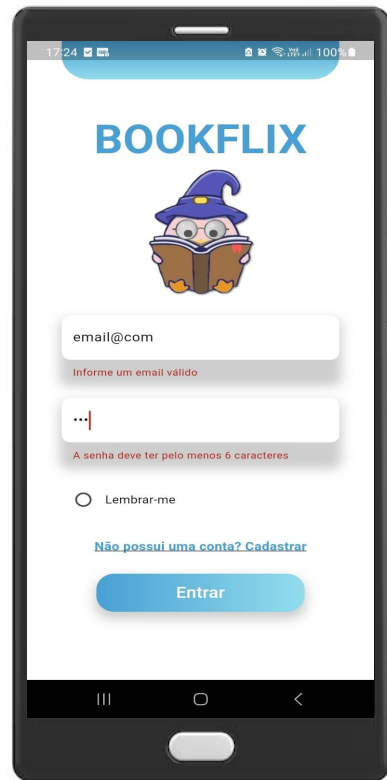 17:24
100%
BOOKFLIX
email@com
Informe um email válido
•••
A senha deve ter pelo menos 6 caracteres
Lembrar-me
Não possui uma conta? Cadastrar
Entrar